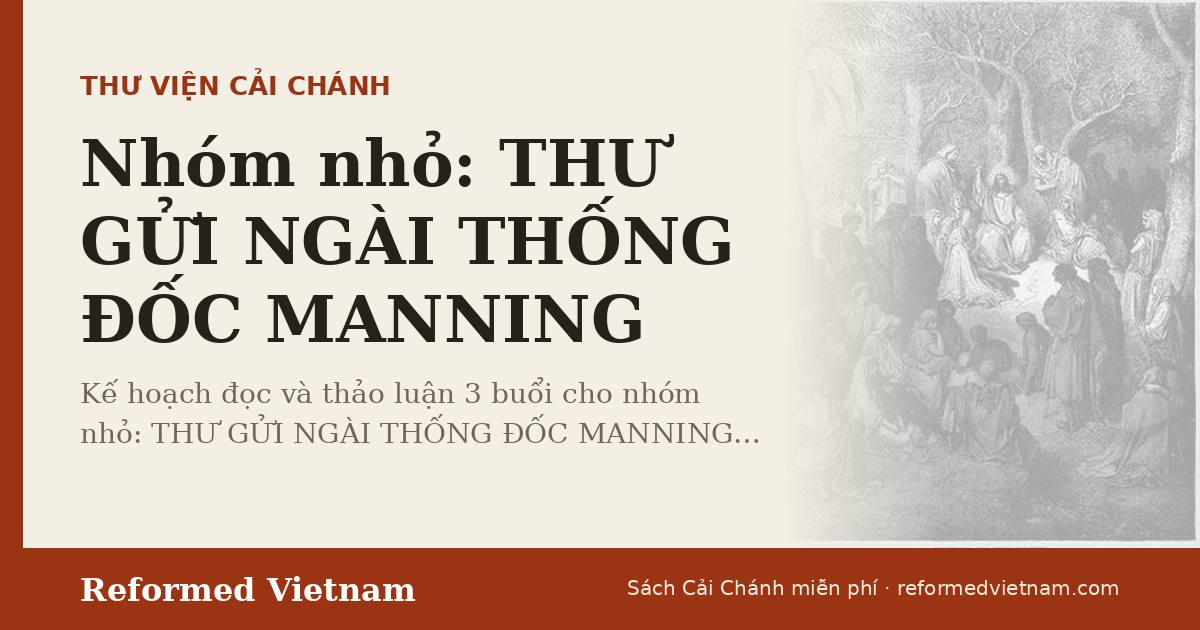 THƯ VIỆN CẢI CHÁNH
Nhóm nhỏ: THƯ
GỬI NGÀI THỐNG
ĐỐC MANNING
Kế hoạch đọc và thảo luận 3 buổi cho nhóm
nhỏ: THƯ GỬI NGÀI THỐNG ĐỐC MANNING...
Reformed Vietnam
Sách Cải Chánh miễn phí · reformedvietnam.com